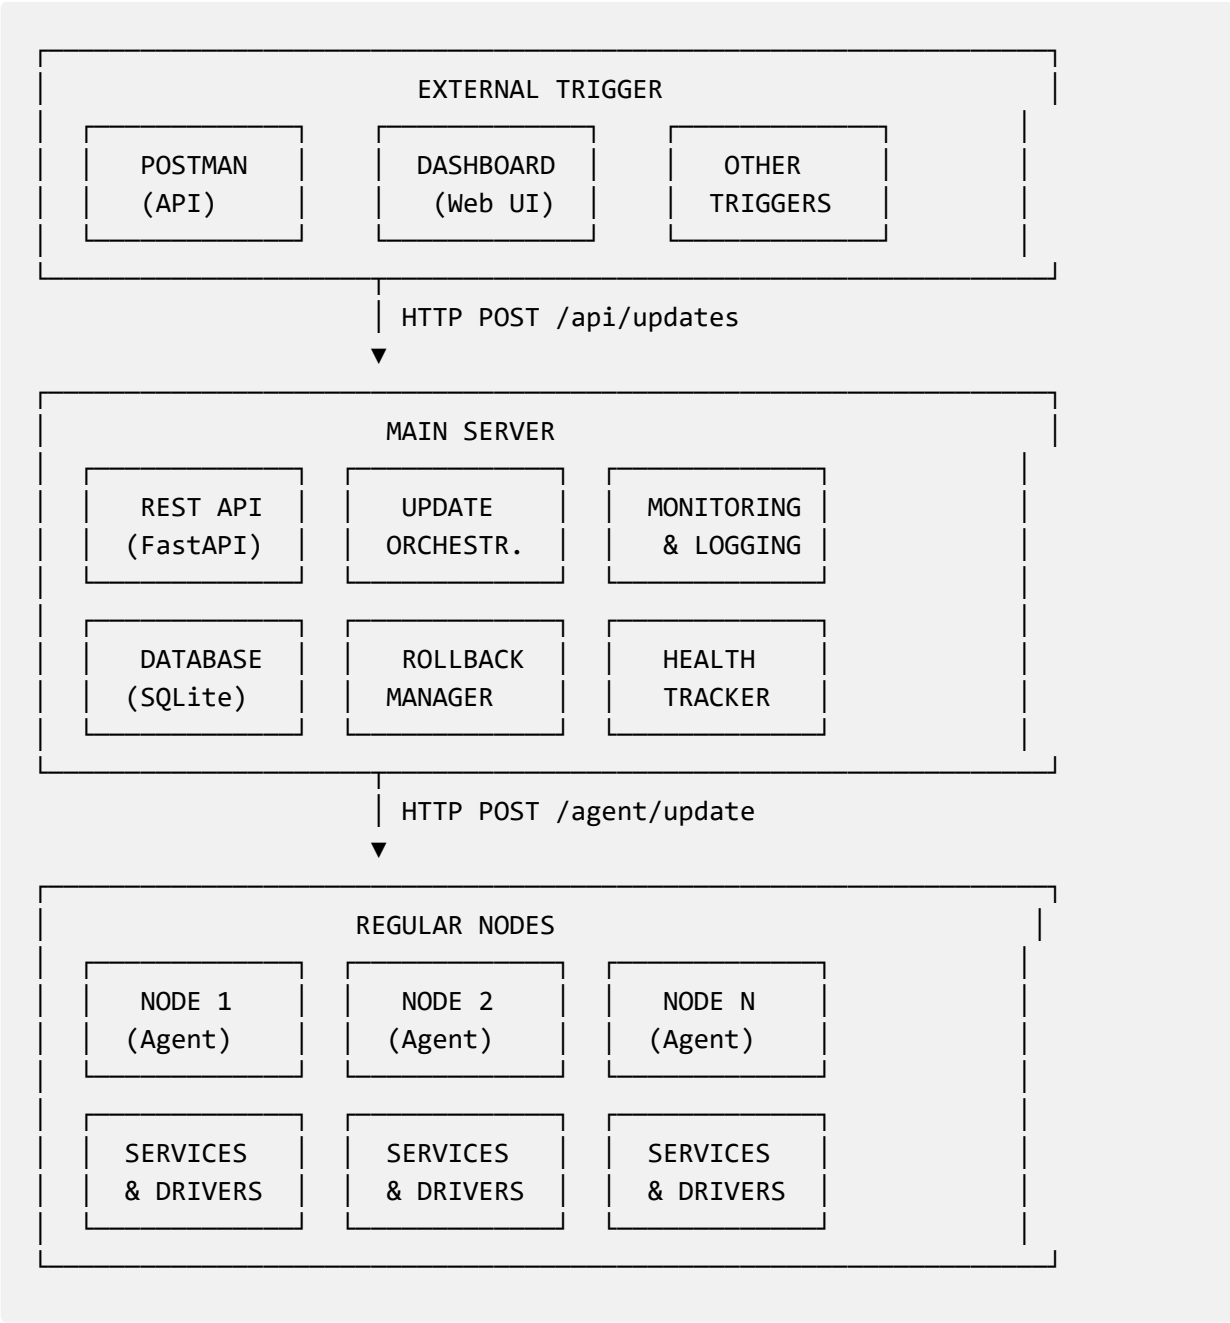 EXTERNAL TRIGGER
POSTMAN DASHBOARD OTHER
(API) (Web UI) TRIGGERS
HTTP POST /api/updates
MAIN SERVER
REST API UPDATE MONITORING
(FastAPI) ORCHESTR. & LOGGING
DATABASE ROLLBACK HEALTH
(SQLite) MANAGER TRACKER
HTTP POST /agent/update
REGULAR NODES
NODE 1 NODE 2 NODE N
(Agent) (Agent) (Agent)
SERVICES SERVICES SERVICES
& DRIVERS & DRIVERS & DRIVERS